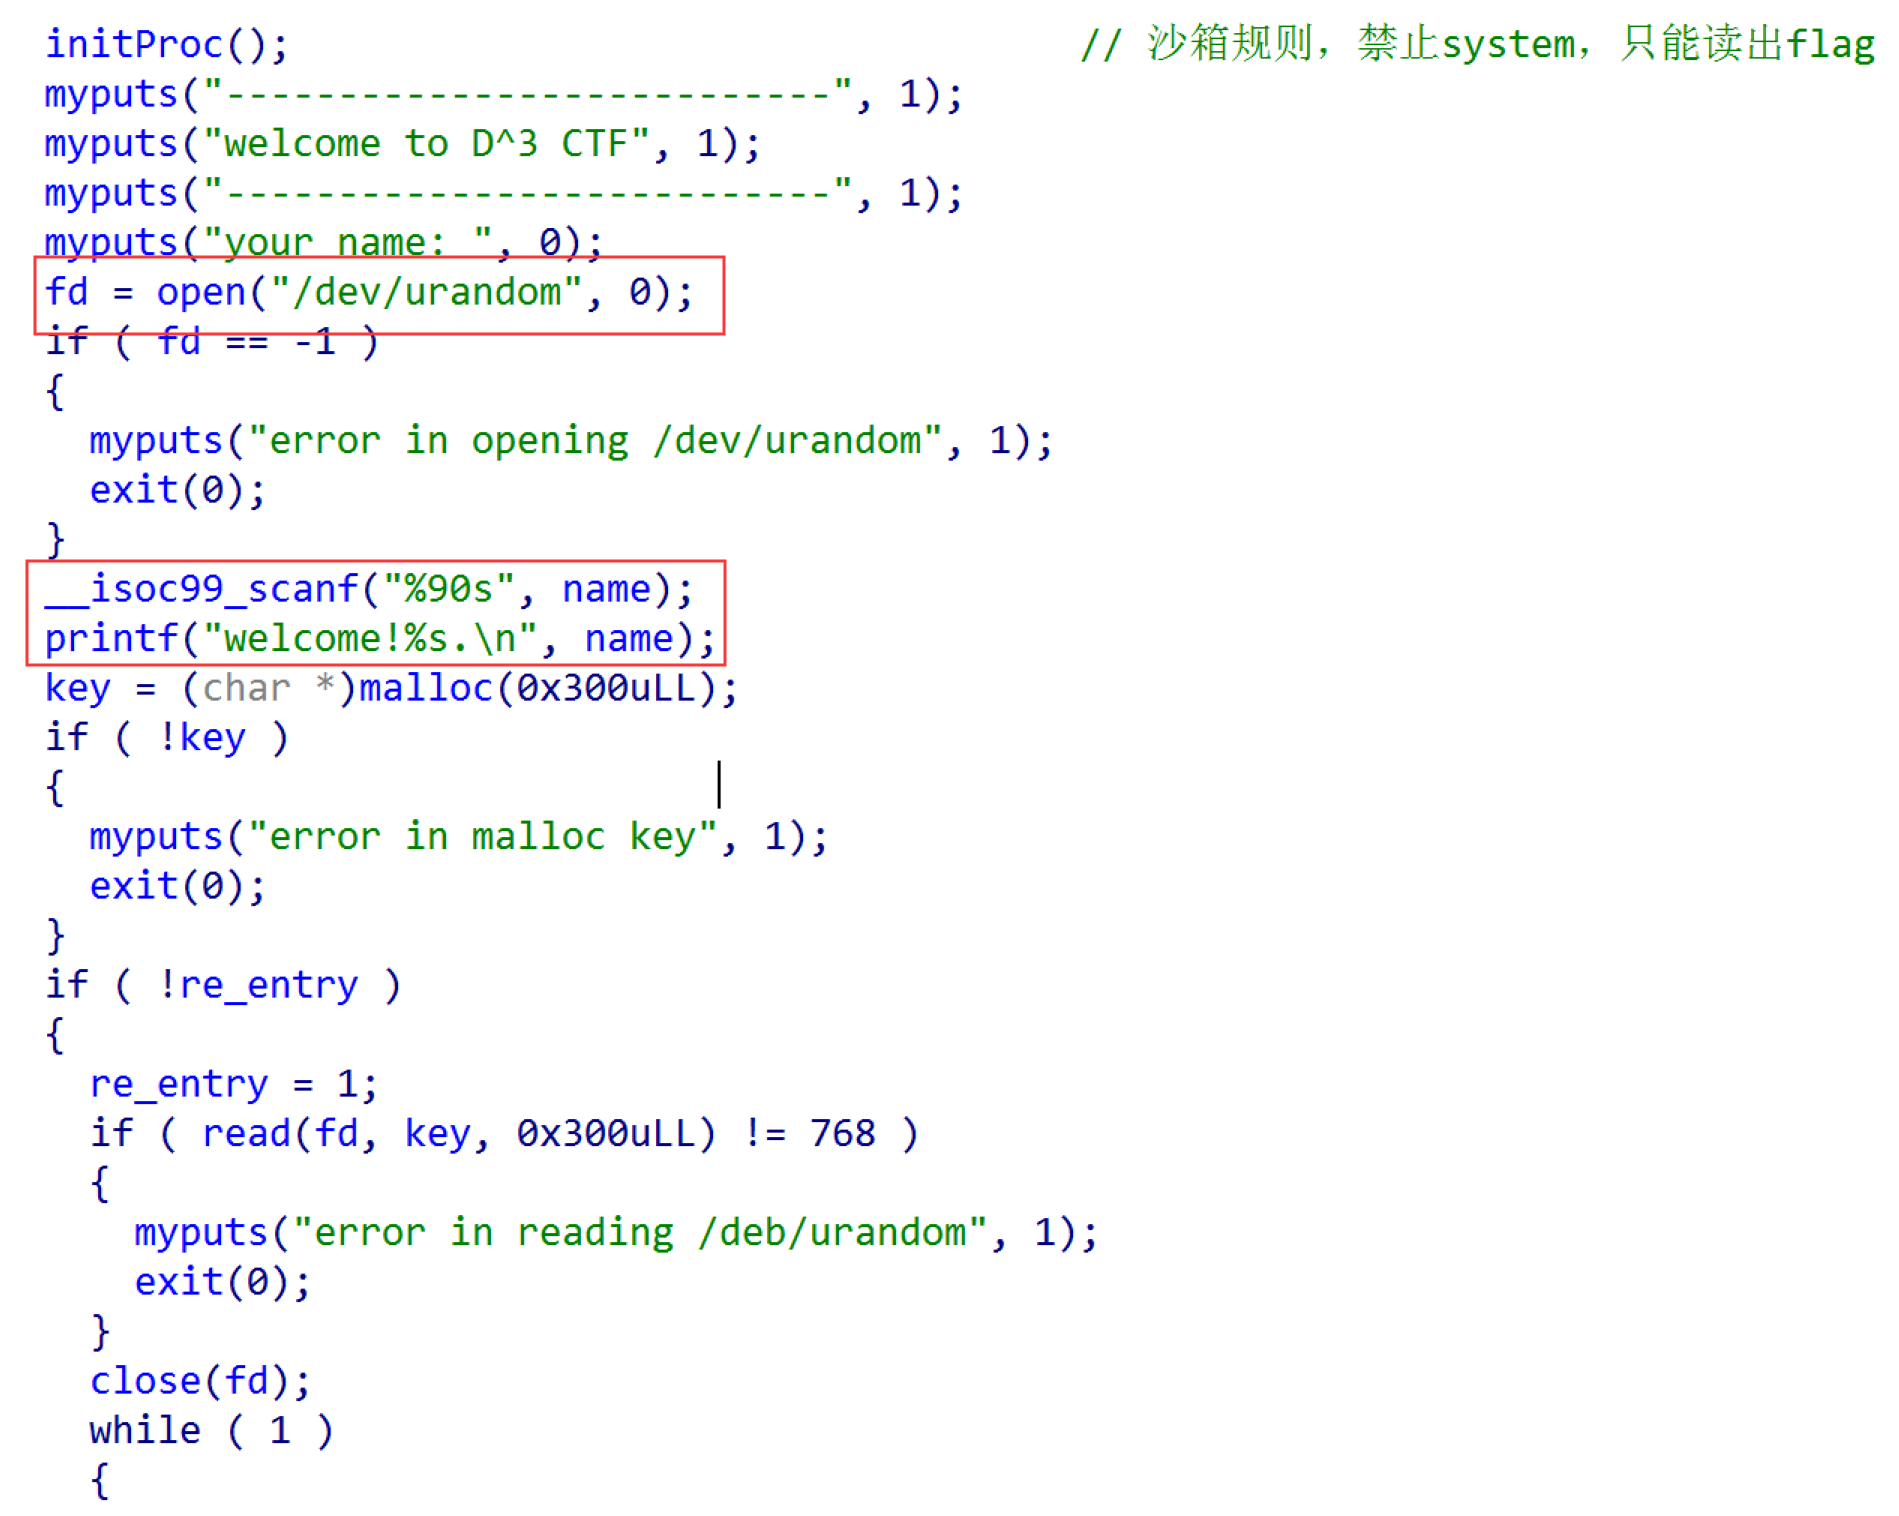 initProc(); // 沙箱规则，禁止system，只能读出flag
myputs("---------------------------", 1);
myputs("welcome to D^3 CTF", 1);
myputs("---------------------------", 1);
myputs("your name: ", 0);
fd = open("/dev/urandom", 0);
if ( fd == -1 )
{
myputs("error in opening /dev/urandom", 1);
exit(0);
}
__isoc99_scanf("%90s", name);
printf("welcome!%s.\n", name);
key = (char *)malloc(0x300uLL);
if ( !key )
{
myputs("error in malloc key", 1);
exit(0);
}
if ( !re_entry )
{
re_entry = 1;
if ( read(fd, key, 0x300uLL) != 768 )
{
myputs("error in reading /deb/urandom", 1);
exit(0);
}
close(fd);
while ( 1 )
{